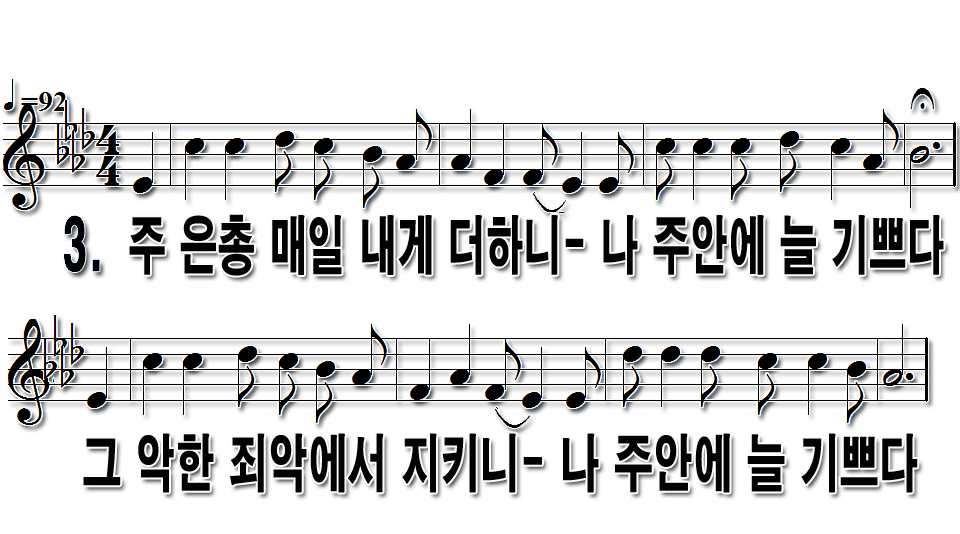 ♩=92
3. 주 은총 매일 내게 더하니- 나 주안에 늘 기쁘다
그 악한 죄악에서 지키니- 나 주안에 늘 기쁘다